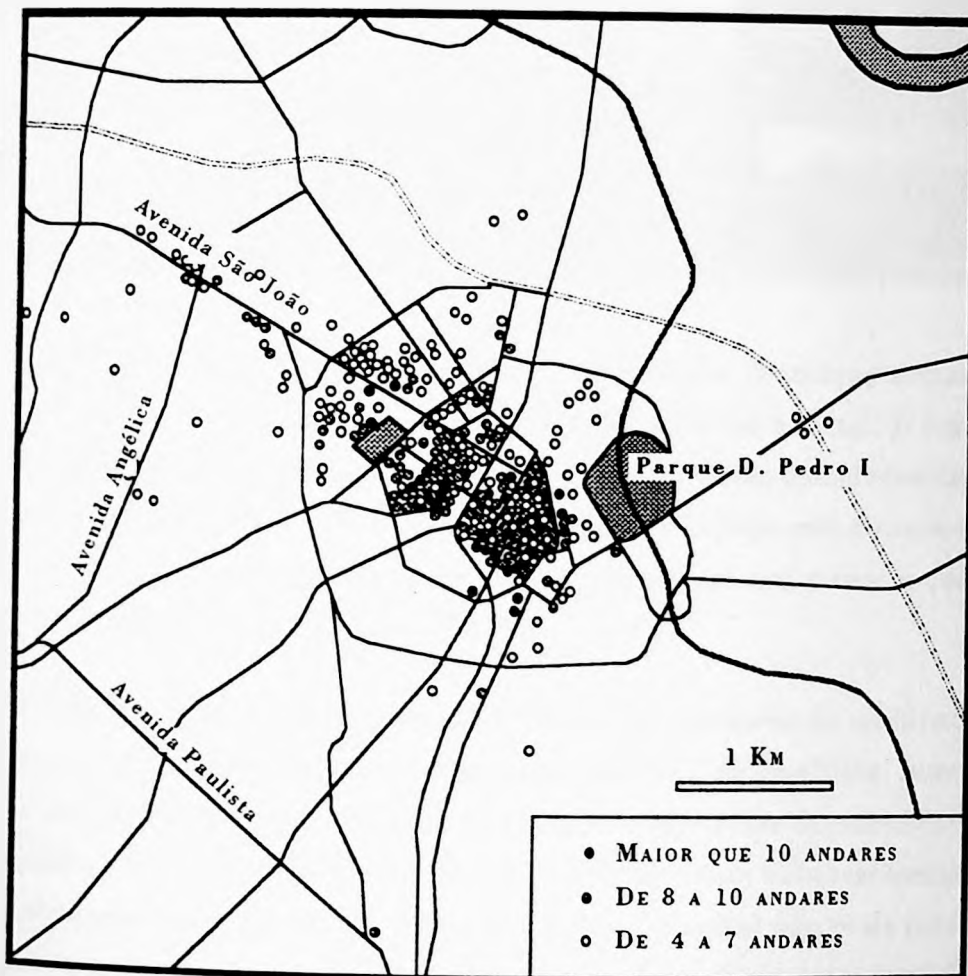 Avenida São João
Avenida Angélica
Parque D. Pedro I
Avenida Paulista
1 KM
MAIOR QUE 10 ANDARES
DE 8 A 10 ANDARES
DE 4 A 7 ANDARES